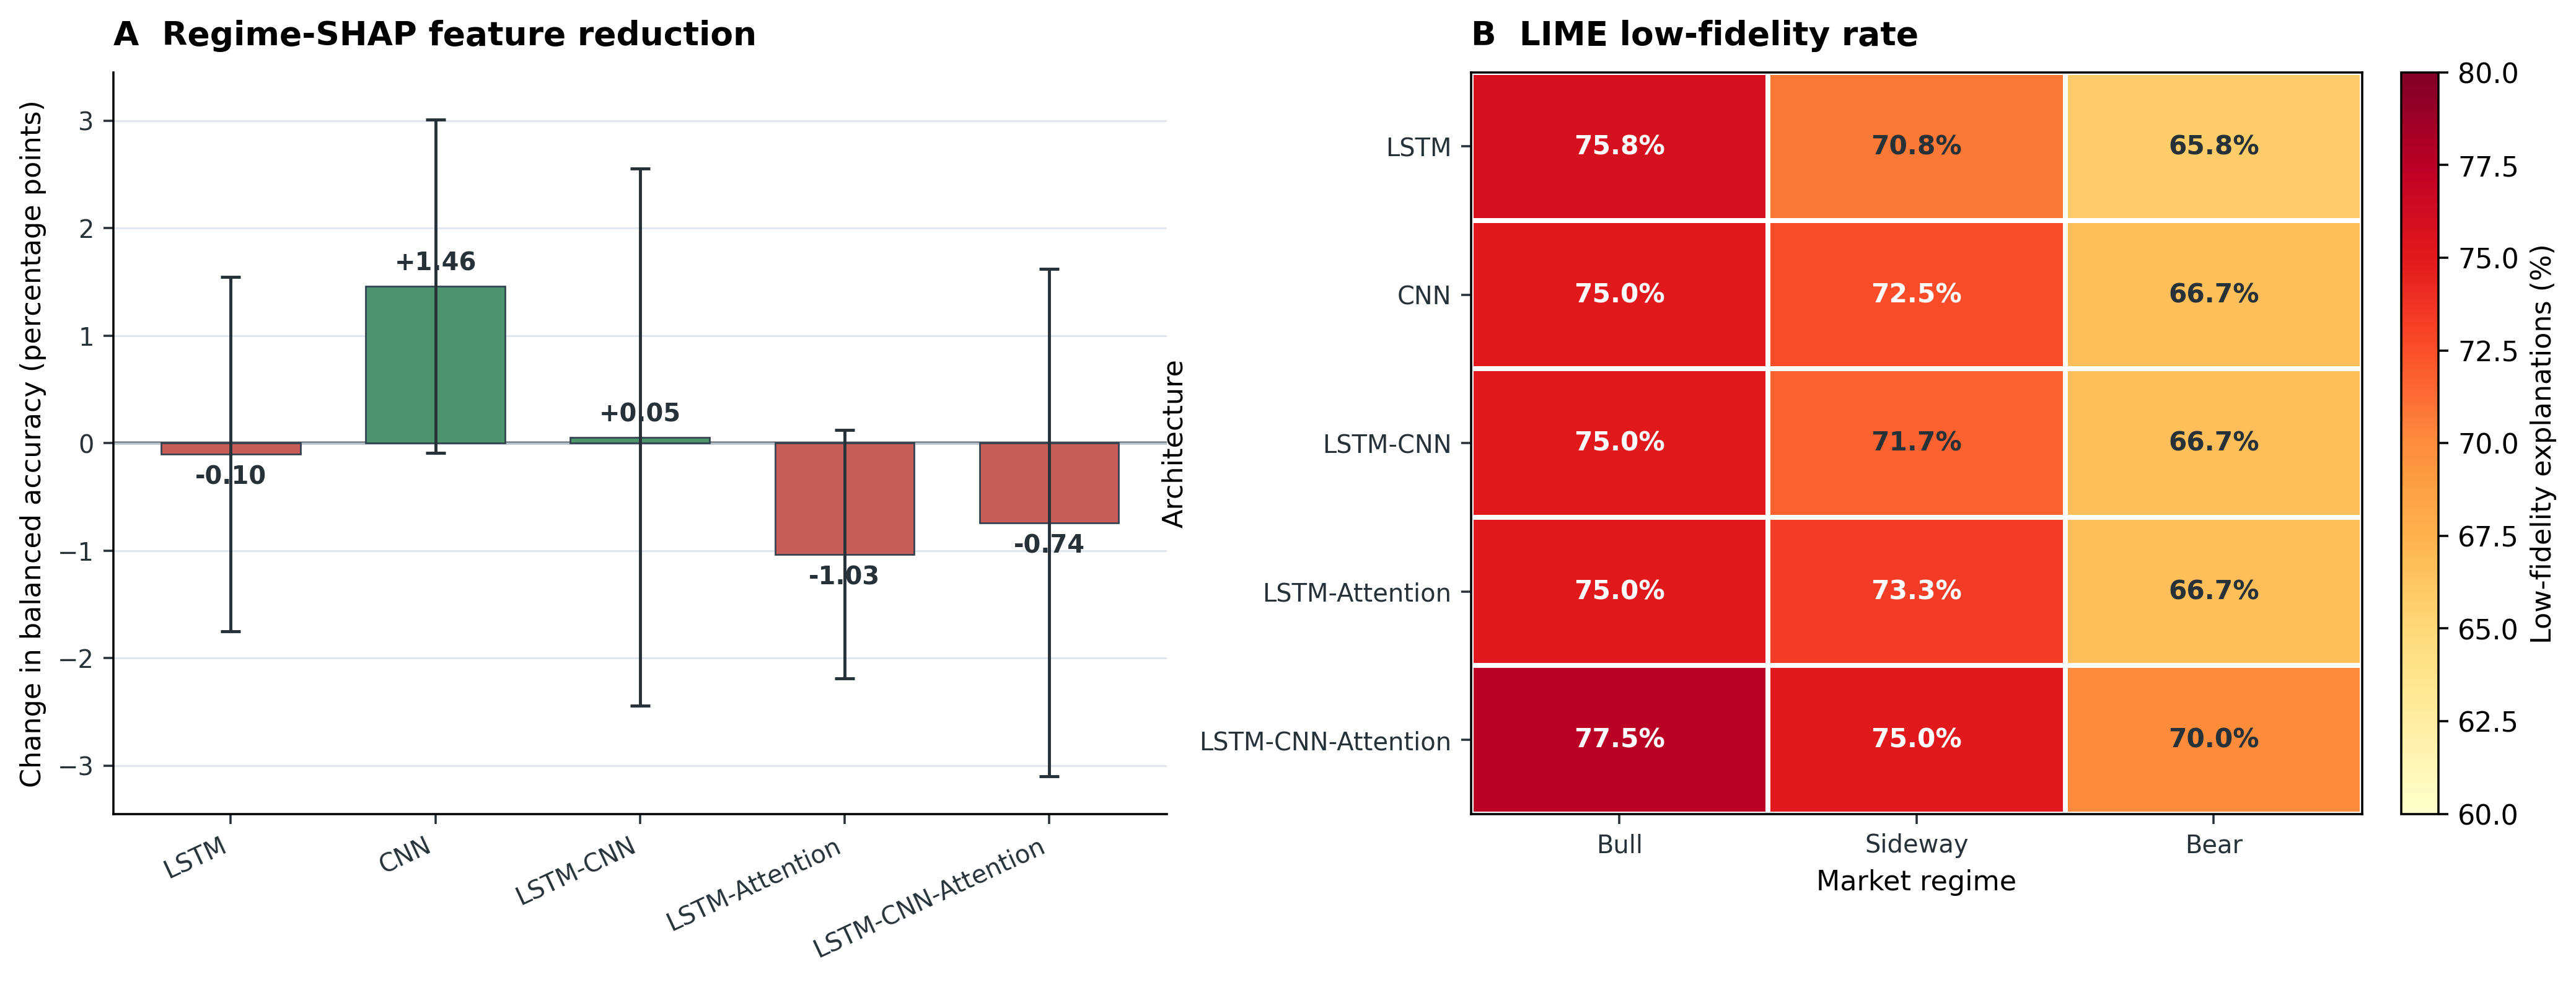 A Regime-SHAP feature reduction
Change in balanced accuracy (percentage points)
3
2
1
0
−1
−2
−3
-0.10
+1.46
+0.05
-1.03
-0.74
LSTM
CNN
LSTM-CNN
LSTM-Attention
LSTM-CNN-Attention
B LIME low-fidelity rate
Architecture
LSTM
75.8%
70.8%
65.8%
CNN
75.0%
72.5%
66.7%
LSTM-CNN
75.0%
71.7%
66.7%
LSTM-Attention
75.0%
73.3%
66.7%
LSTM-CNN-Attention
77.5%
75.0%
70.0%
Bull
Sideway
Bear
Market regime
80.0
77.5
75.0
72.5
70.0
67.5
65.0
62.5
60.0
Low-fidelity explanations (%)